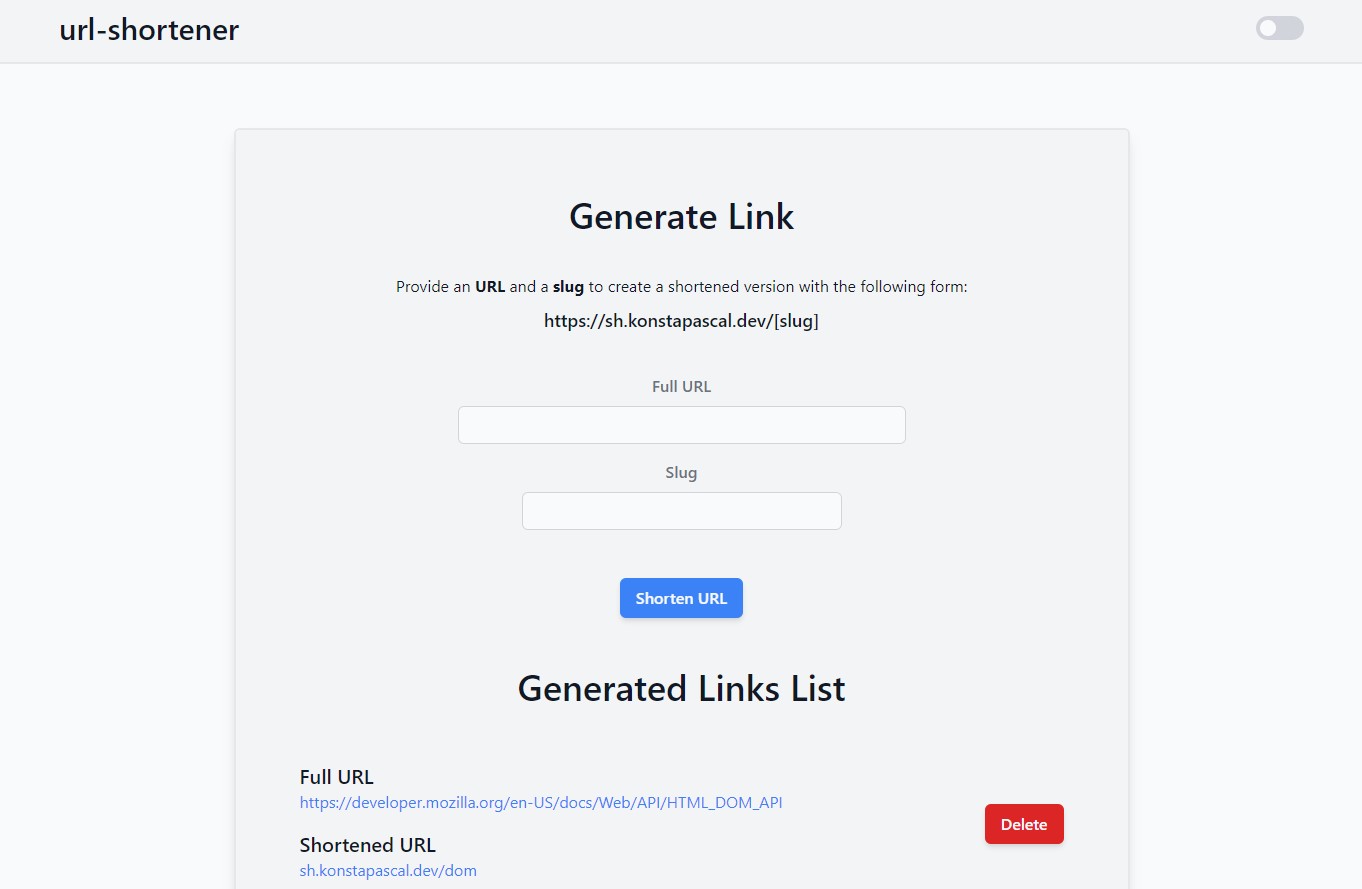 url-shortener
Generate Link
Provide an URL and a slug to create a shortened version with the following form:
https://sh.konstapascal.dev/[slug]
Full URL
Slug
Shorten URL
Generated Links List
Full URL
https://developer.mozilla.org/en-US/docs/Web/API/HTML_DOM_API
Delete
Shortened URL
sh.konstapascal.dev/dom